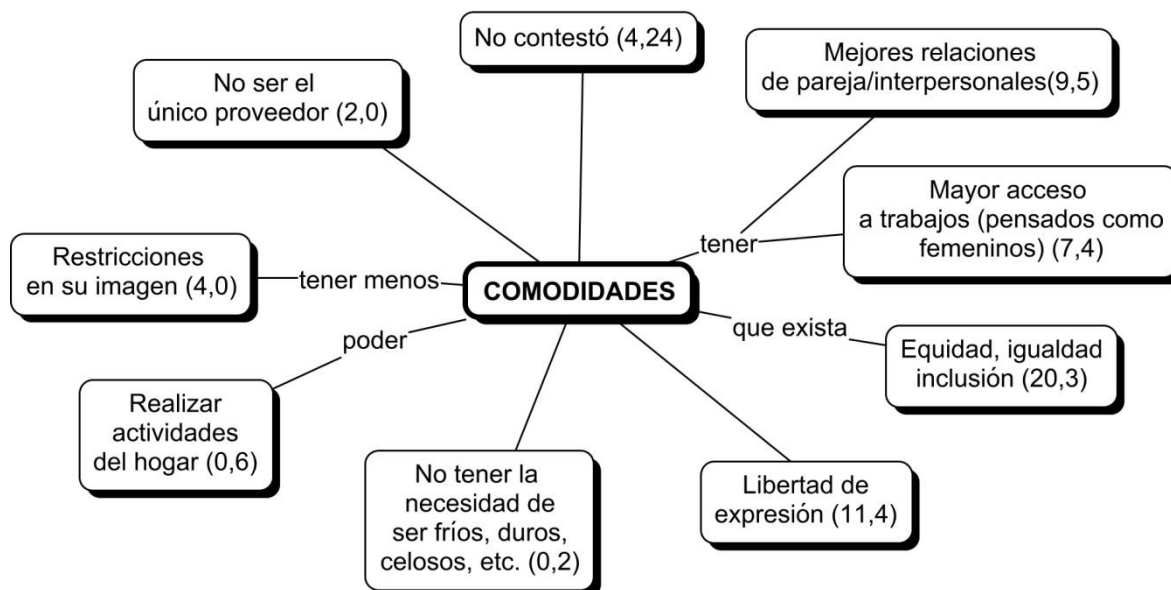 No contestó (4,24)
Mejores relaciones
de pareja/interpersonales(9,5)
No ser el
único proveedor (2,0)
Mayor acceso
a trabajos (pensados como
femeninos) (7,4)
tener
Restricciones
en su imagen (4,0)
tener menos
COMODIDADES
que exista
poder
Equidad, igualdad
inclusión (20,3)
Realizar
actividades
del hogar (0,6)
No tener la
necesidad de
ser fríos, duros,
celosos, etc. (0,2)
Libertad de
expresión (11,4)